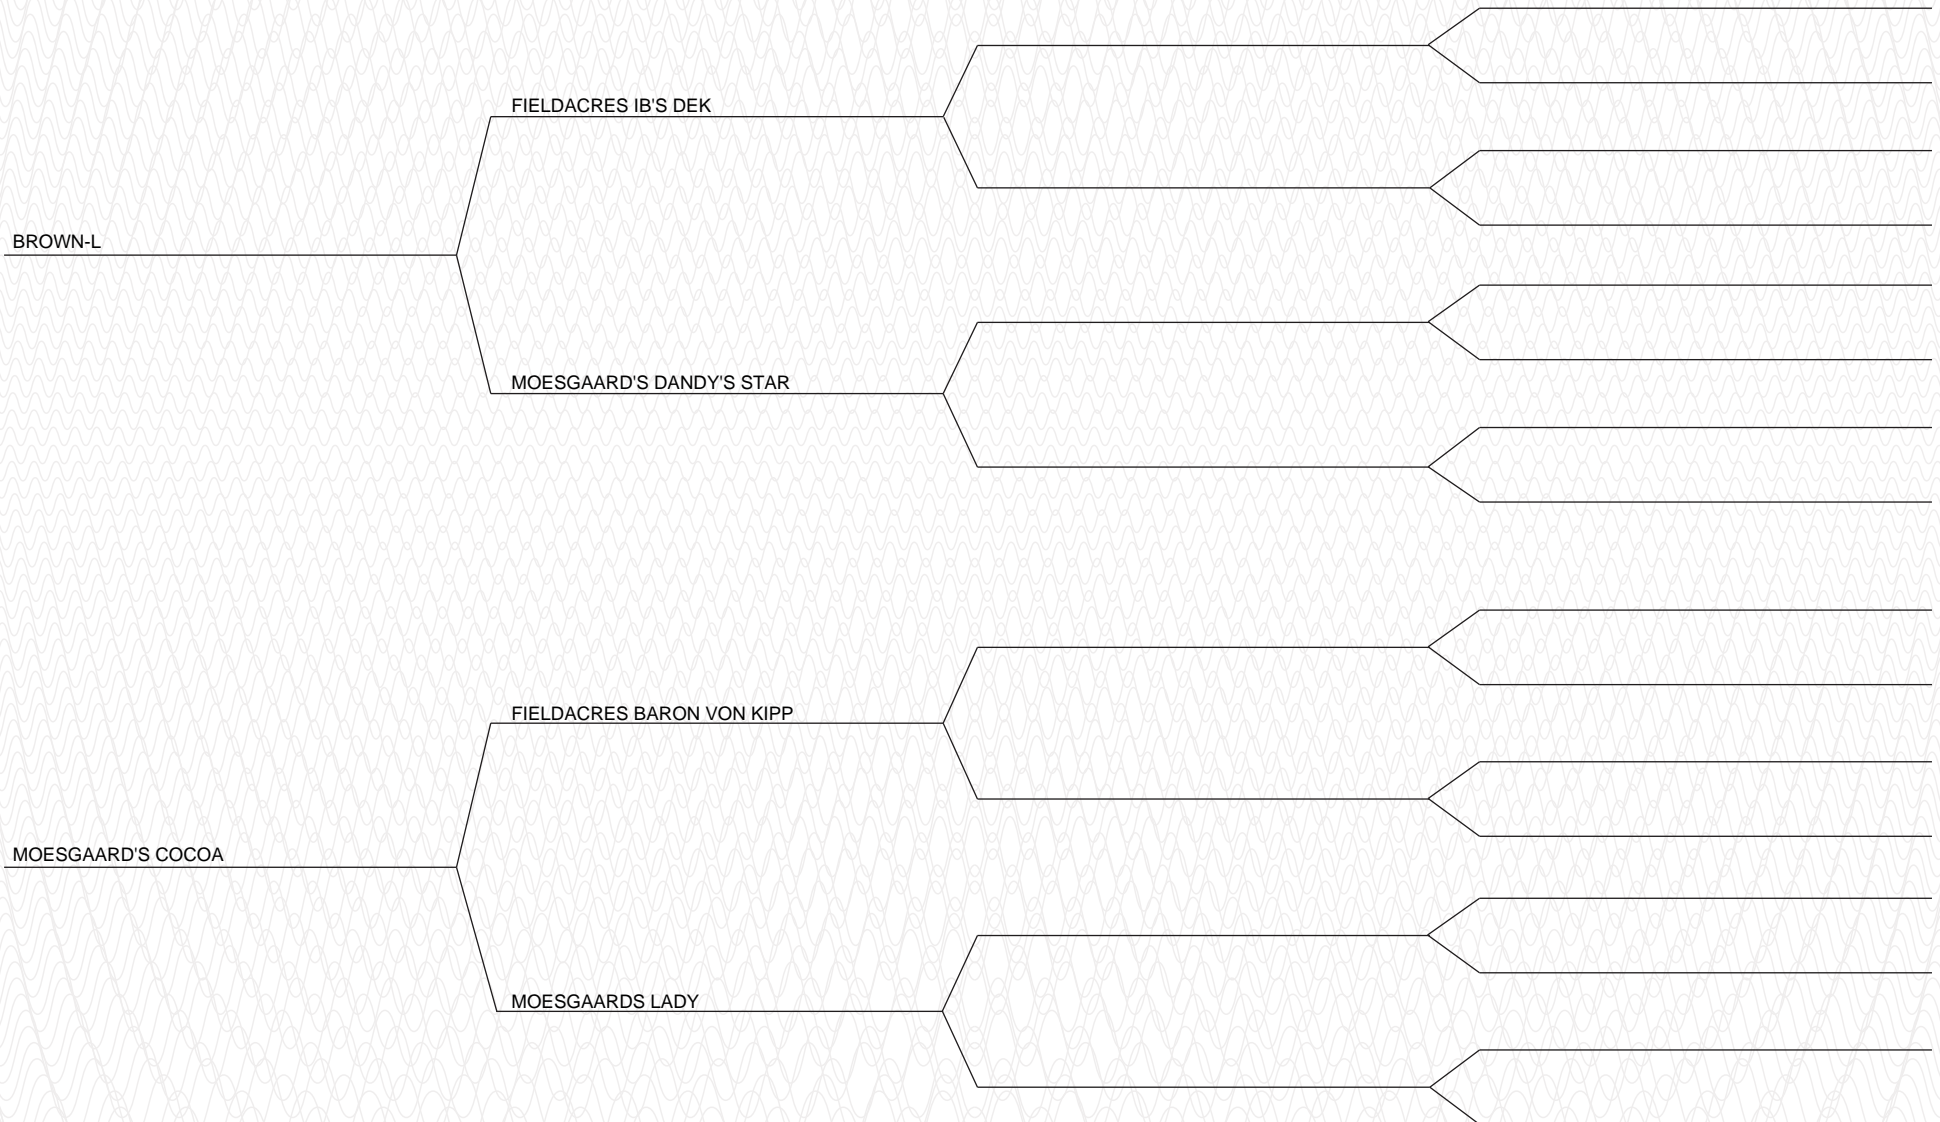 FIELDACRES IB'S DEK
BROWN-L
MOESGAARD'S DANDY'S STAR
FIELDACRES BARON VON KIPP
MOESGAARD'S COCOA
MOESGAARDS LADY